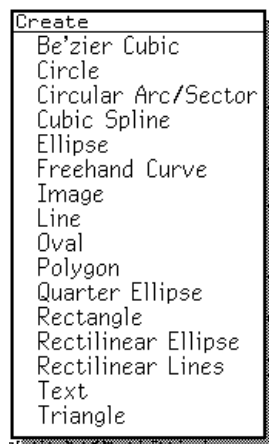 Create
Be'zier Cubic
Circle
Circular Arc/Sector
Cubic Spline
Ellipse
Freehand Curve
Image
Line
Oval
Polygon
Quarter Ellipse
Rectangle
Rectilinear Ellipse
Rectilinear Lines
Text
Triangle